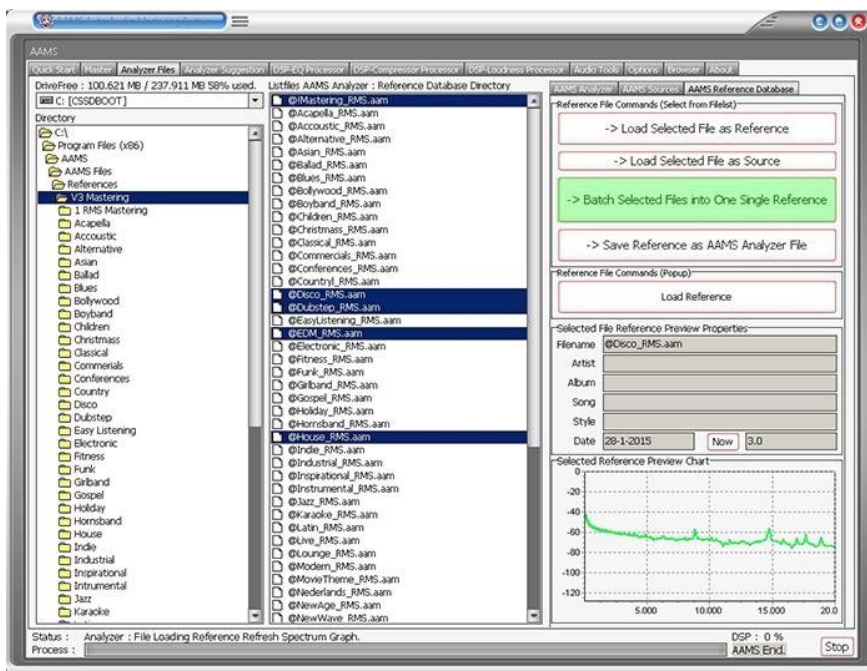 AAMS
Quick Start Master Analyzer Files Analyzer Suggestion DSP-EQ Processor DSP-Compressor Processor DSP-Loudness Processor Audio Tools Options Browser About
DriveFree : 100.621 MB / 237.911 MB 58% used.
C: [CSSDBOOT]
Directory
C:\
Program Files (x86)
AAMS
AAMS Files
References
V3 Mastering
1 RMS Mastering
Acapella
Accoustic
Alternative
Asian
Ballad
Blues
Bollywood
Boyband
Children
Christmass
Classical
Commerials
Conferences
Country
Disco
Dubstep
Easy Listening
Electronic
Fitness
Funk
Girlband
Gospel
Holiday
Hornsband
House
Indie
Industrial
Inspirational
Intrumental
Jazz
Karaoke
Listfiles AAMS Analyzer : Reference Database Directory
@!Mastering_RMS.aam
@Acapella_RMS.aam
@Accoustic_RMS.aam
@Alternative_RMS.aam
@Asian_RMS.aam
@Ballad_RMS.aam
@Blues_RMS.aam
@Bollywood_RMS.aam
@Boyband_RMS.aam
@Children_RMS.aam
@Christmass_RMS.aam
@Classical_RMS.aam
@Commercials_RMS.aam
@Conferences_RMS.aam
@Countryl_RMS.aam
@Disco_RMS.aam
@Dubstep_RMS.aam
@EasyListening_RMS.aam
@EDM_RMS.aam
@Electronic_RMS.aam
@Fitness_RMS.aam
@Funk_RMS.aam
@Girlband_RMS.aam
@Gospel_RMS.aam
@Holiday_RMS.aam
@Hornsband_RMS.aam
@House_RMS.aam
@Indie_RMS.aam
@Industrial_RMS.aam
@Inspirational_RMS.aam
@Instrumental_RMS.aam
@Jazz_RMS.aam
@Karaoke_RMS.aam
@Latin_RMS.aam
@Live_RMS.aam
@Lounge_RMS.aam
@Modern_RMS.aam
@MovieTheme_RMS.aam
@Nederlands_RMS.aam
@NewAge_RMS.aam
@NewWave_RMS.aam
AAMS Analyzer AAMS Sources AAMS Reference Database
Reference File Commands (Select from Filelist)
-> Load Selected File as Reference
-> Load Selected File as Source
-> Batch Selected Files into One Single Reference
-> Save Reference as AAMS Analyzer File
Reference File Commands (Popup)
Load Reference
Selected File Reference Preview Properties
Filename @Disco_RMS.aam
Artist
Album
Song
Style
Date 28-1-2015 Now 3.0
Selected Reference Preview Chart
0
-20
-40
-60
-80
-100
-120
5.000 10.000 15.000 20.0
Status : Analyzer : File Loading Reference Refresh Spectrum Graph.
DSP : 0 %
Process :
AAMS End.
Stop